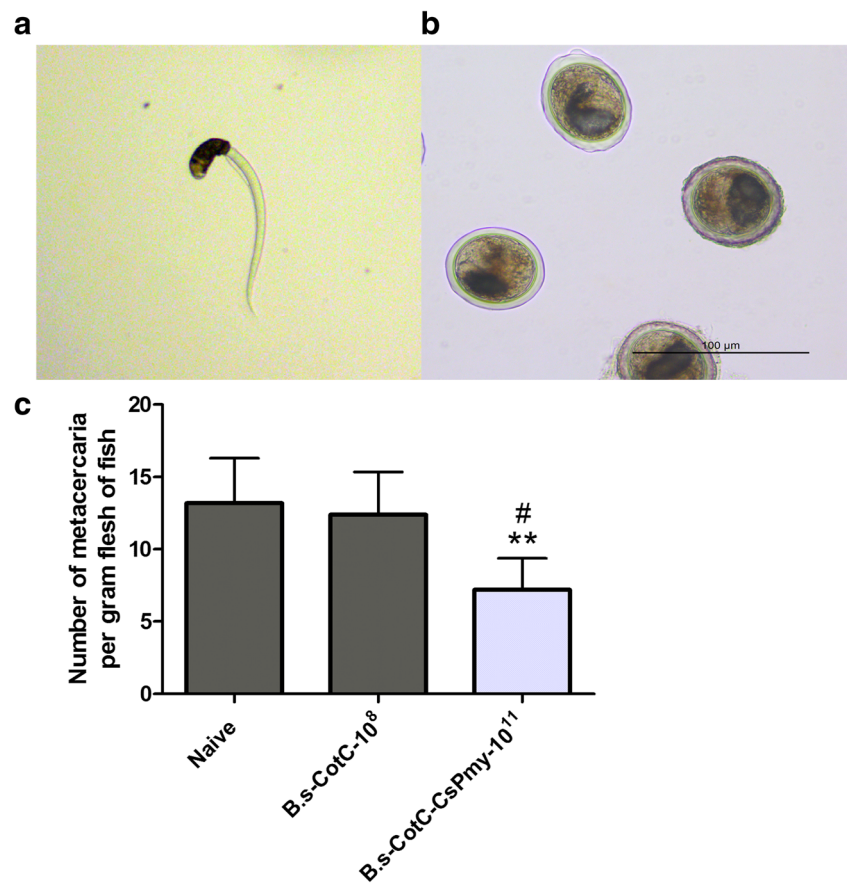 a
b
100 µm
c
Number of metacercaria
per gram flesh of fish
20
15
10
5
0
#
**
Naive
B.s-CotC-10⁸
B.s-CotC-CsPmy-10¹¹